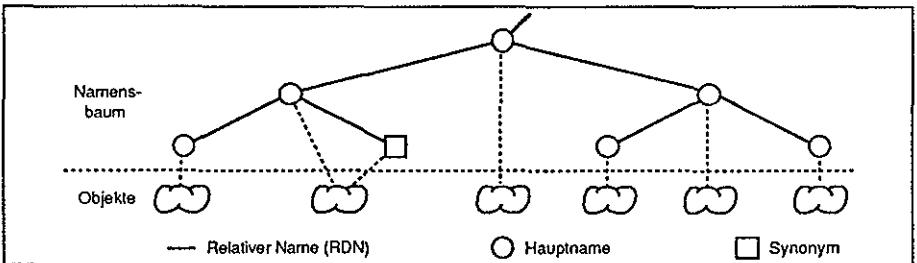 Namens-
baum
Objekte
Relativer Name (RDN)
Hauptname
Synonym